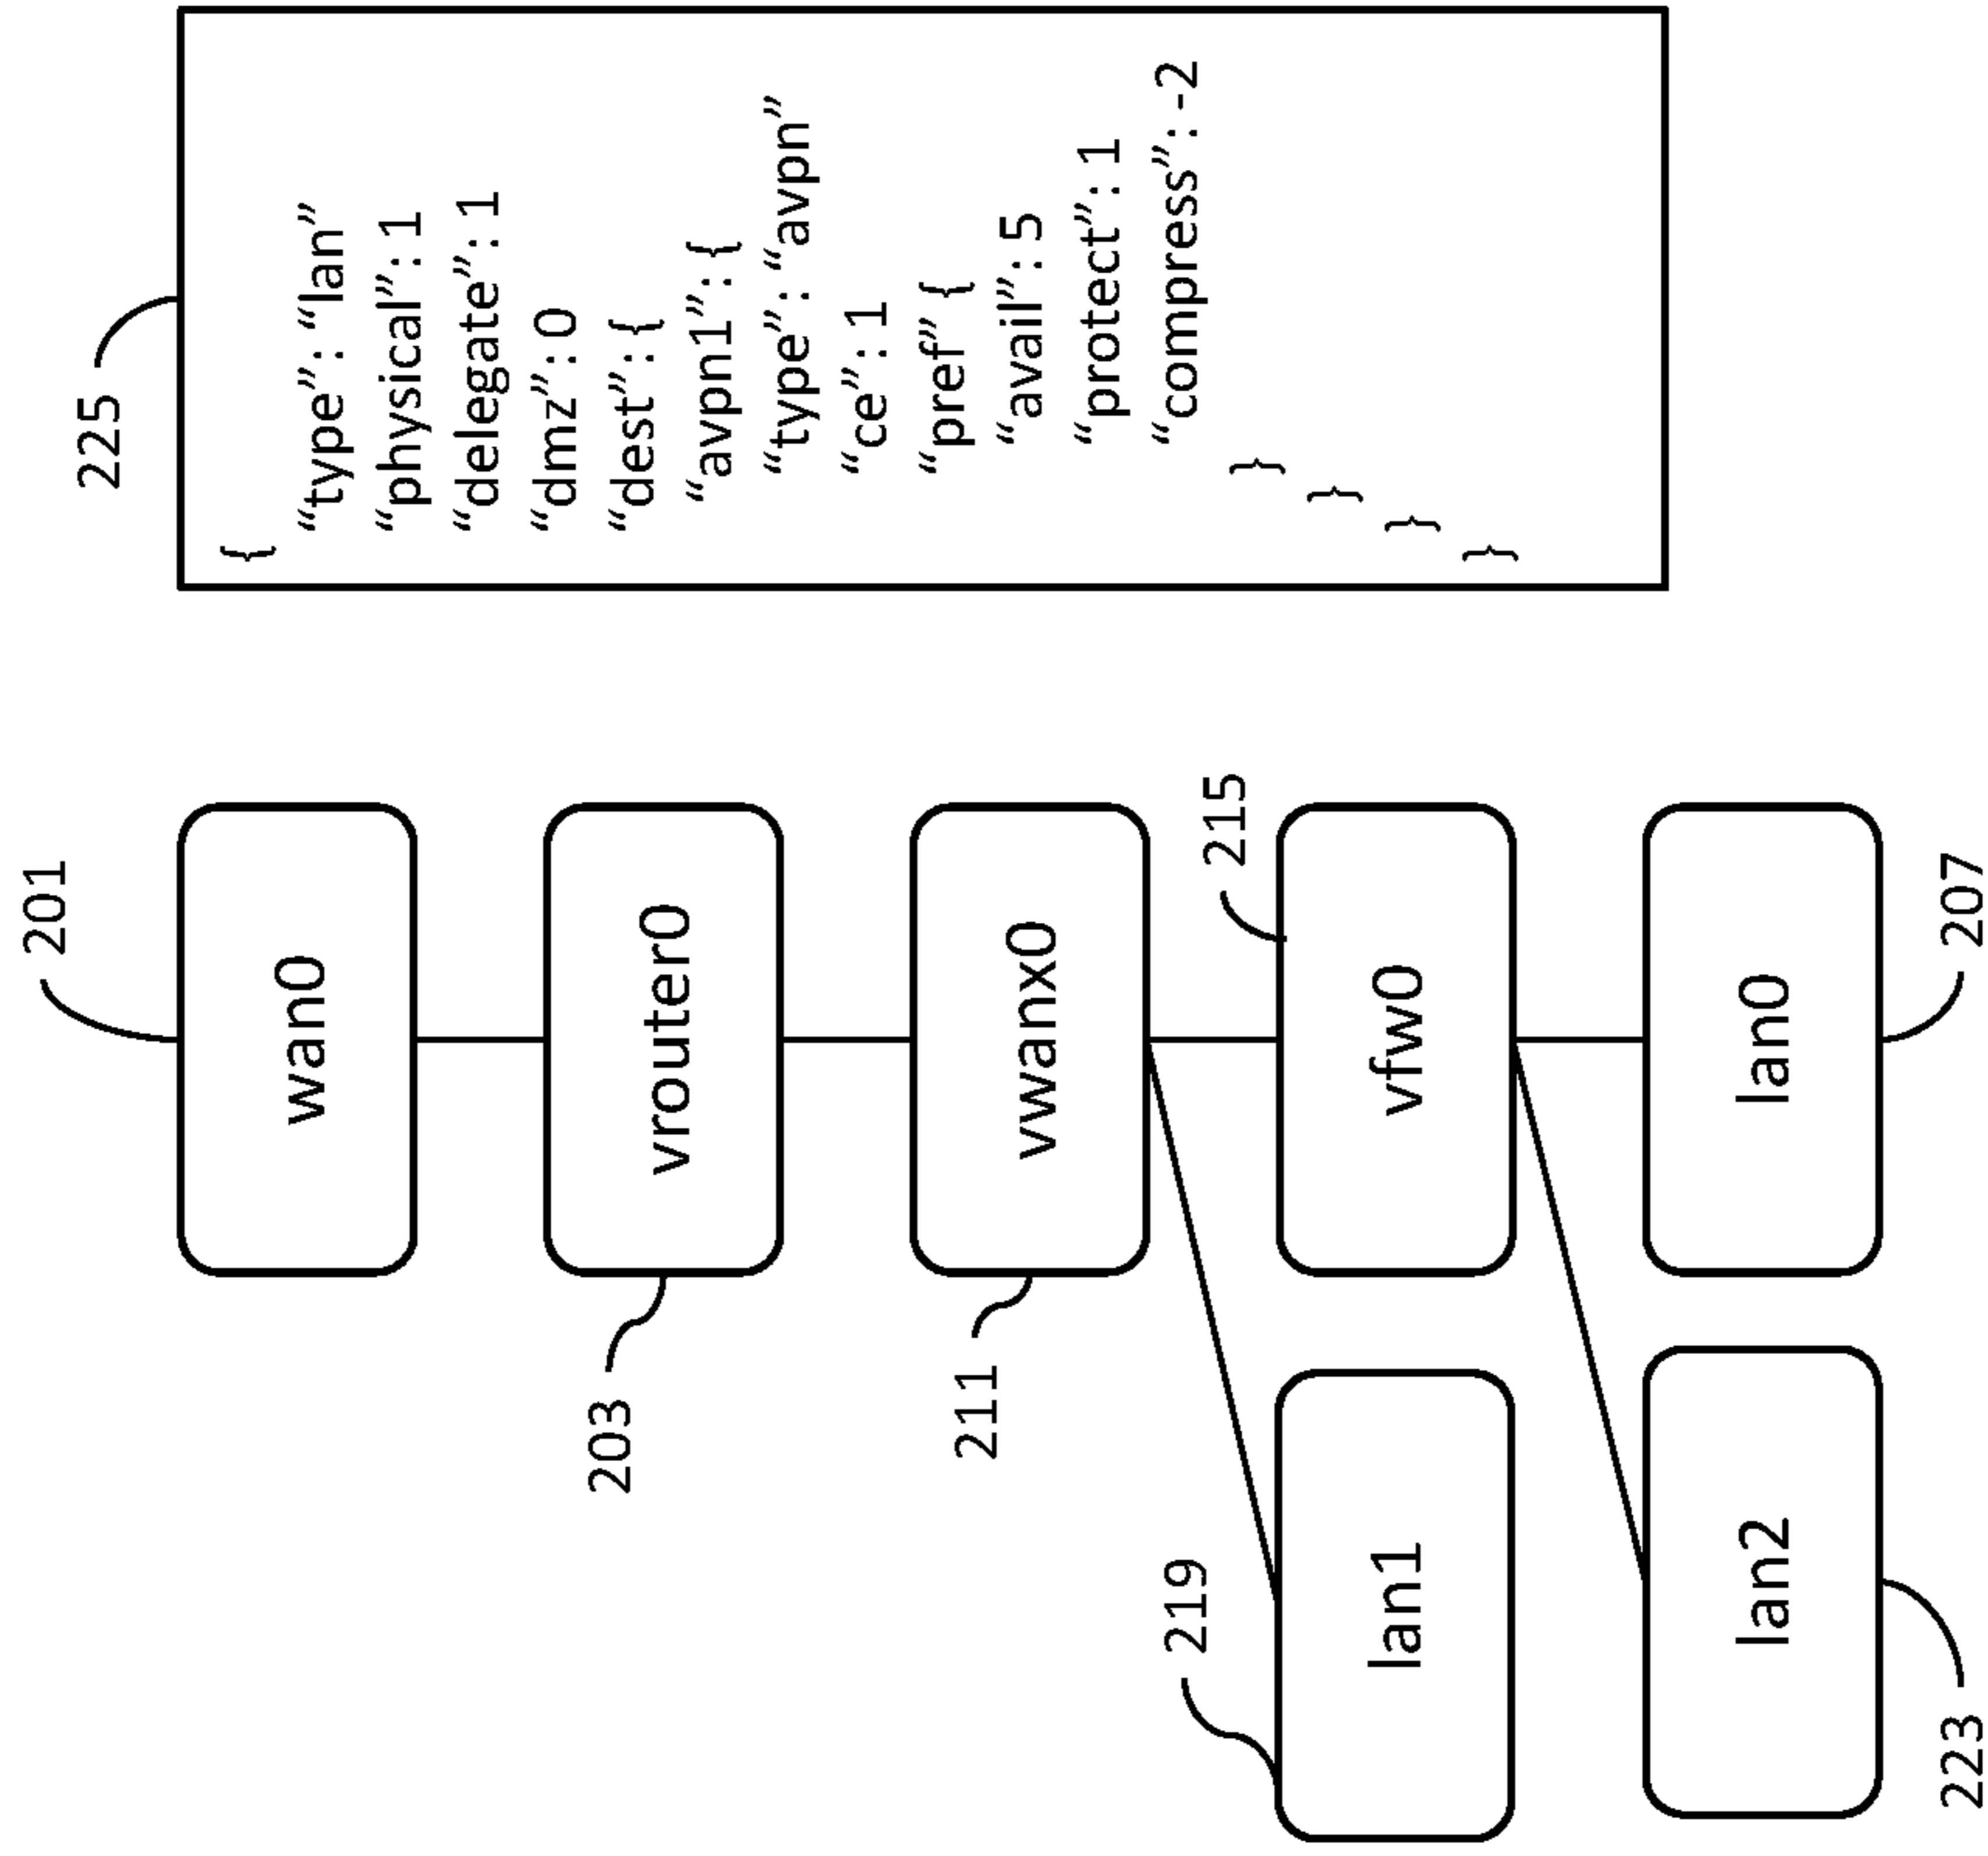 201
wan0
203
vrouter0
211
vwanx0
215
vfw0
219
lan1
lan0
207
lan2
223
225
{
“type”: “lan”
“physical”: 1
“delegate”: 1
“dmz”: 0
“dest”: {
“avpn1”: {
“type”: “avpn”
“ce”: 1
“pref” {
“avail”: 5
“protect”: 1
“compress”: -2
}
}
}
}